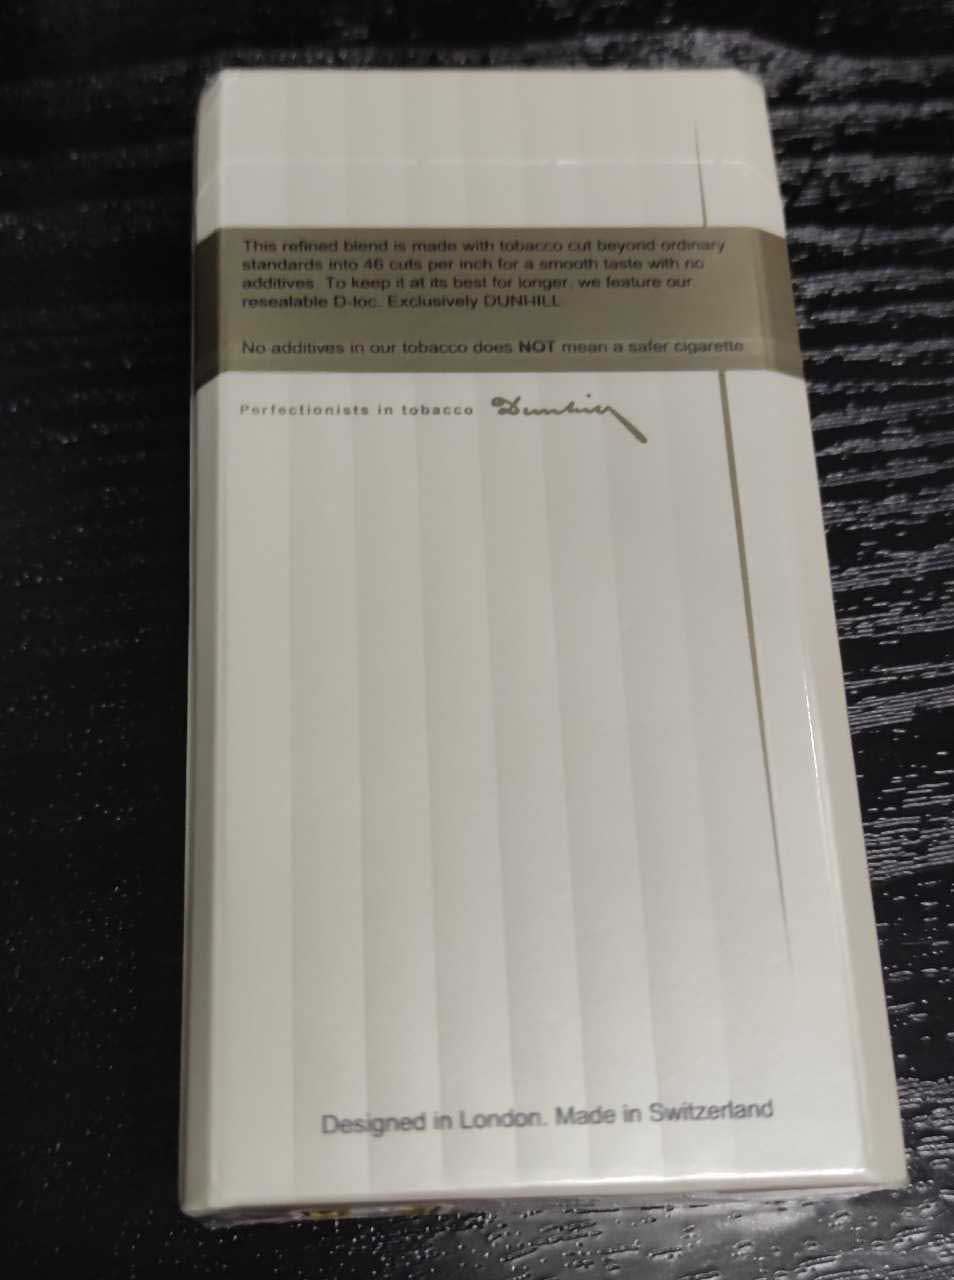 This refined blend is made with tobacco cut beyond ordinary
standards into 46 cuts per inch for a smooth taste with no
additives. To keep it at its best for longer, we feature our
resealable D-loc. Exclusively DUNHILL
No additives in our tobacco does NOT mean a safer cigarette.
Perfectionists in tobacco Dunhill
Designed in London. Made in Switzerland